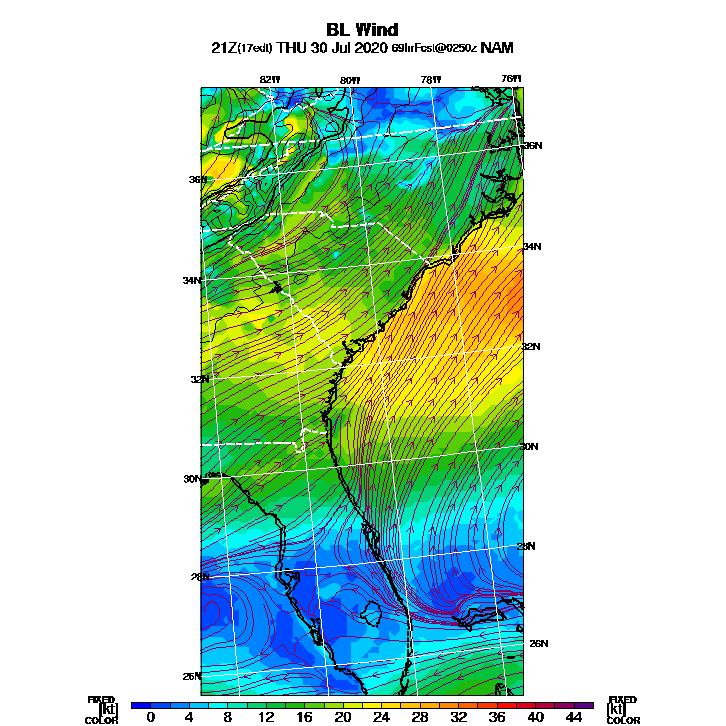 BL Wind
21Z(17edt) THU 30 Jul 2020 69hrFcst@0250z NAM
82W 80W 78W 76W
36N
36N
34N
34N
32N
32N
30N
30N
28N
28N
26N
26N
FIXED FIXED
[kt] 0 4 8 12 16 20 24 28 32 36 40 44 [kt]
COLOR COLOR